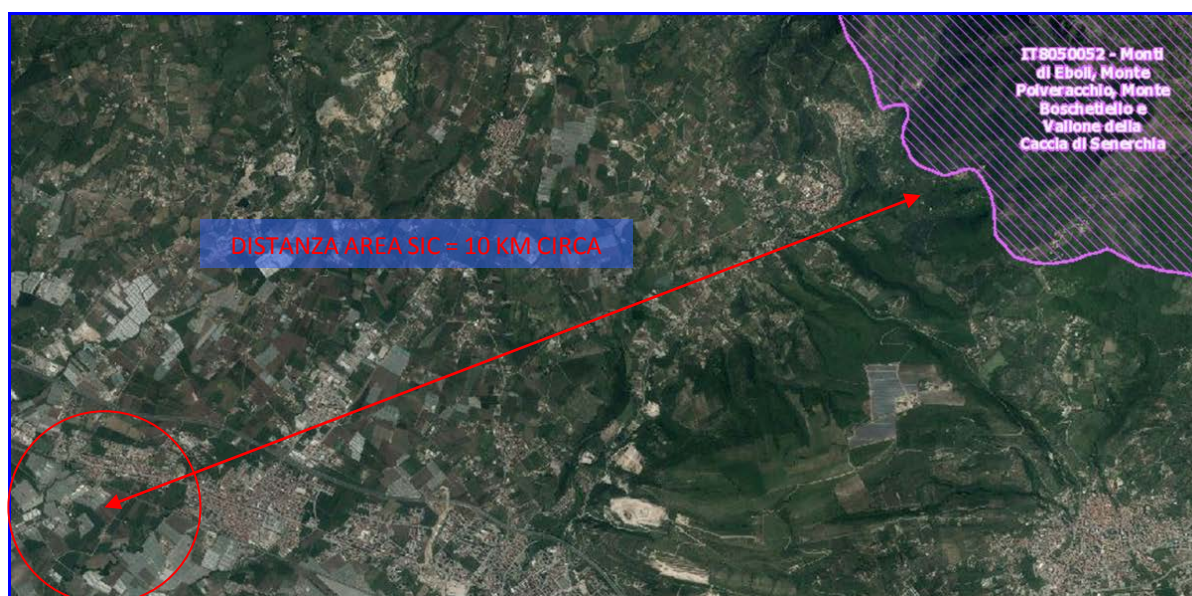 IT8050052 - Monti
di Eboli, Monte
Polveracchio, Monte
Boschetiello e
Vallone della
Caccia di Senerchia
DISTANZA AREA SIC = 10 KM CIRCA